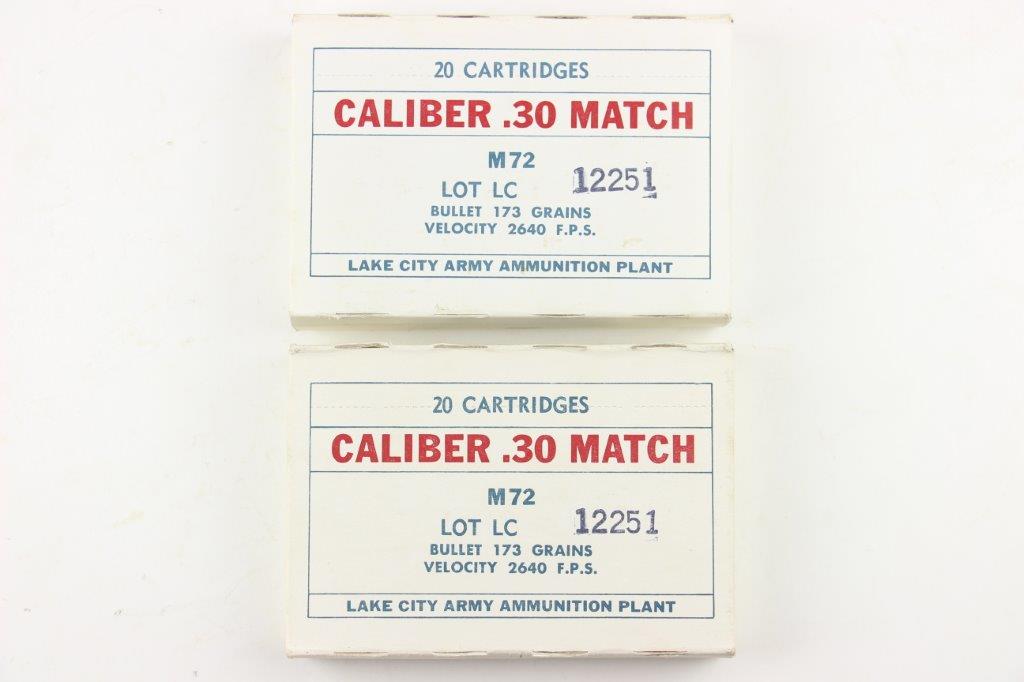 20 CARTRIDGES
CALIBER .30 MATCH
M72
LOT LC 12251
BULLET 173 GRAINS
VELOCITY 2640 F.P.S.
LAKE CITY ARMY AMMUNITION PLANT
20 CARTRIDGES
CALIBER .30 MATCH
M72
LOT LC 12251
BULLET 173 GRAINS
VELOCITY 2640 F.P.S.
LAKE CITY ARMY AMMUNITION PLANT